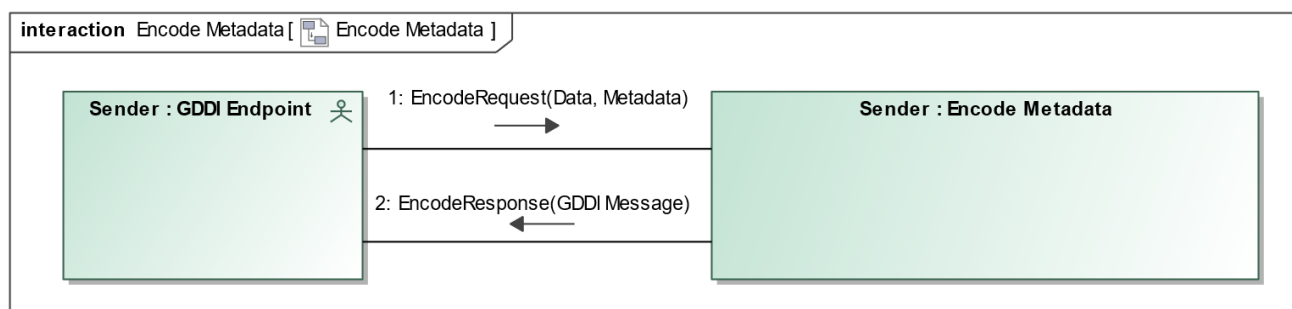 interaction Encode Metadata [ Encode Metadata ]
Sender : GDDI Endpoint
1: EncodeRequest(Data, Metadata)
Sender : Encode Metadata
2: EncodeResponse(GDDI Message)